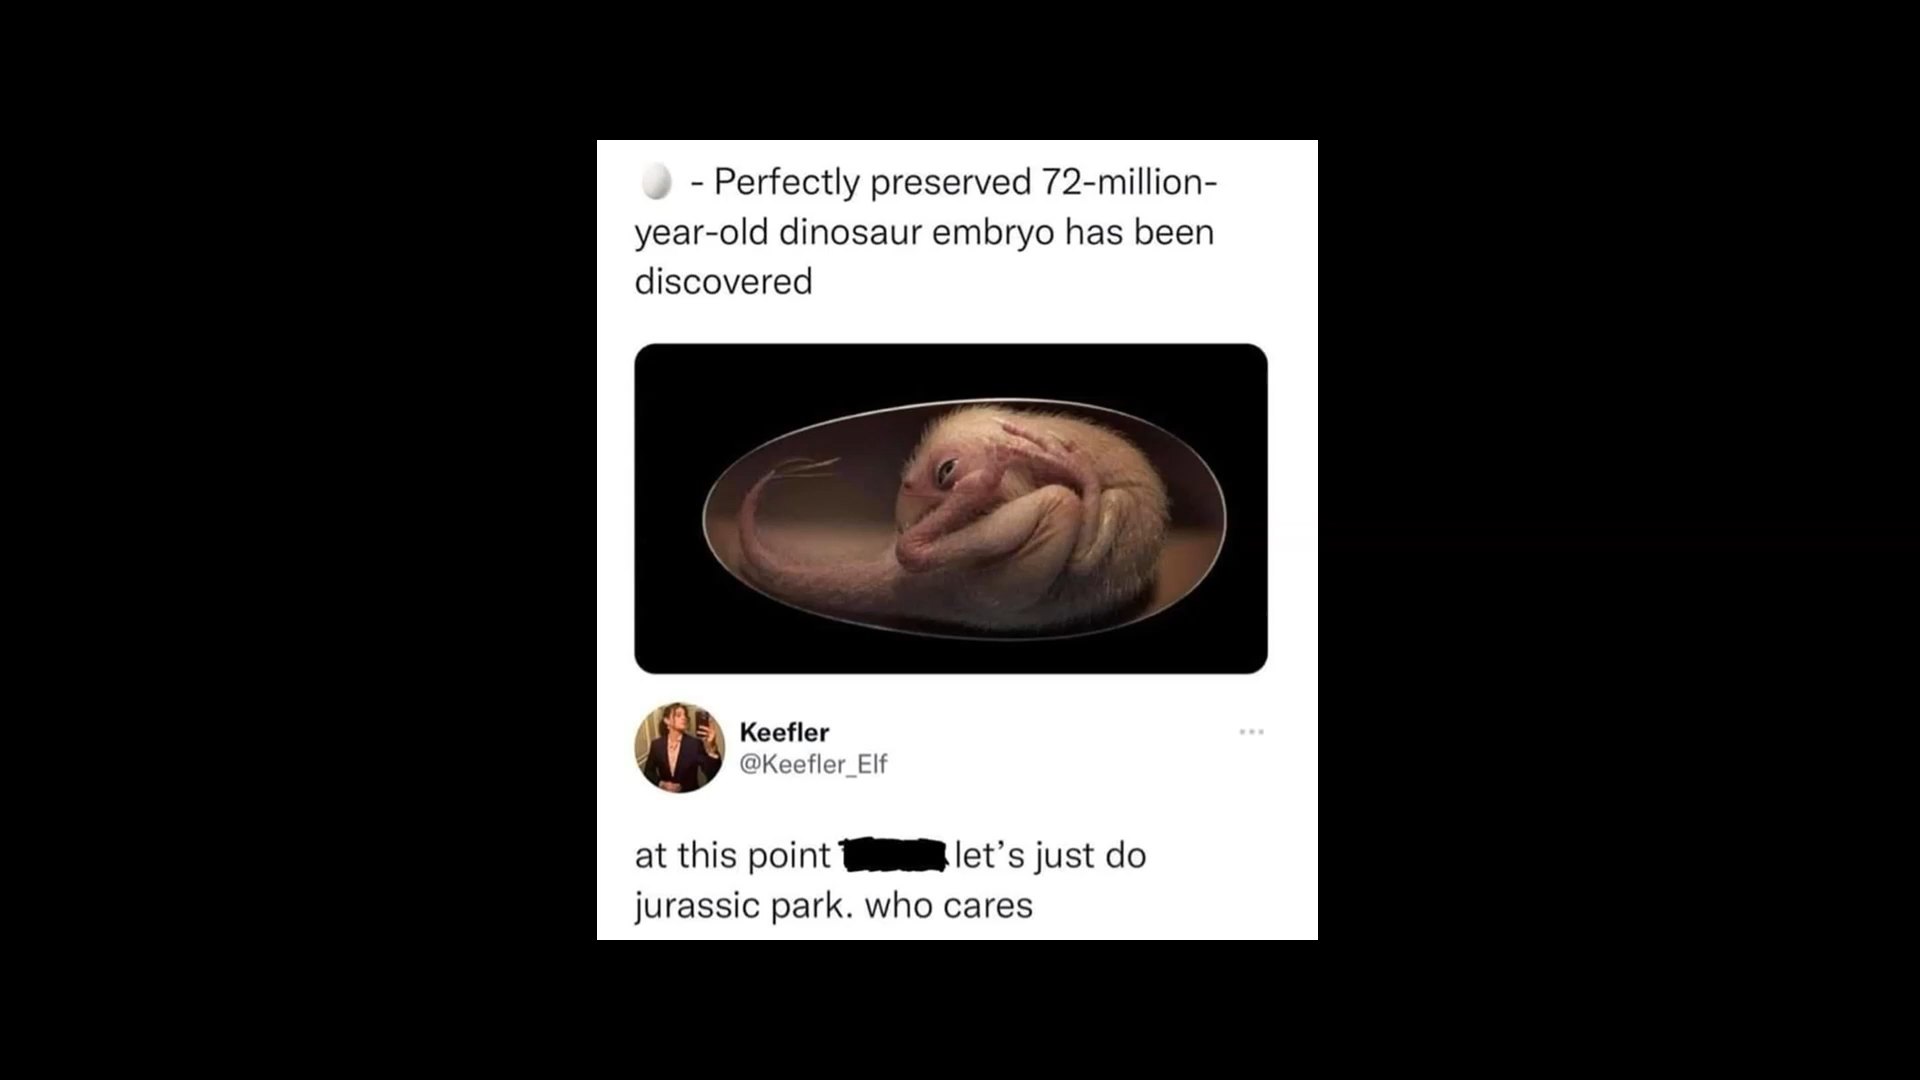 🥚 - Perfectly preserved 72-million-
year-old dinosaur embryo has been
discovered
Keefler
@Keefler_Elf
at this point let’s just do
jurassic park. who cares